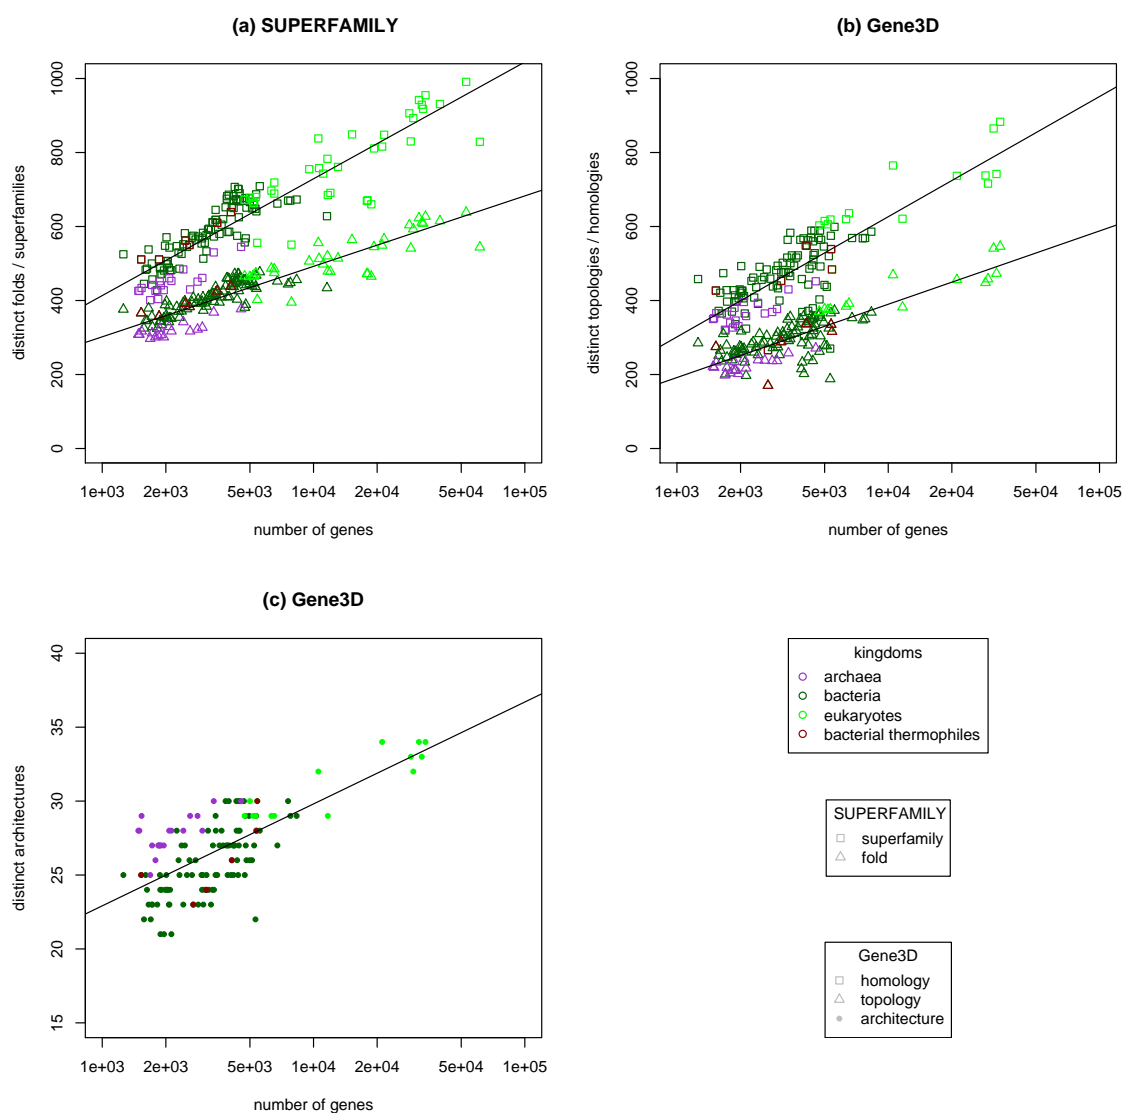 (a) SUPERFAMILY
distinct folds / superfamilies
1000
800
600
400
200
0
1e+03 2e+03 5e+03 1e+04 2e+04 5e+04 1e+05
number of genes
(b) Gene3D
distinct topologies / homologies
1000
800
600
400
200
0
1e+03 2e+03 5e+03 1e+04 2e+04 5e+04 1e+05
number of genes
(c) Gene3D
distinct architectures
40
35
30
25
20
15
1e+03 2e+03 5e+03 1e+04 2e+04 5e+04 1e+05
number of genes
kingdoms
archaea
bacteria
eukaryotes
bacterial thermophiles
SUPERFAMILY
superfamily
fold
Gene3D
homology
topology
architecture